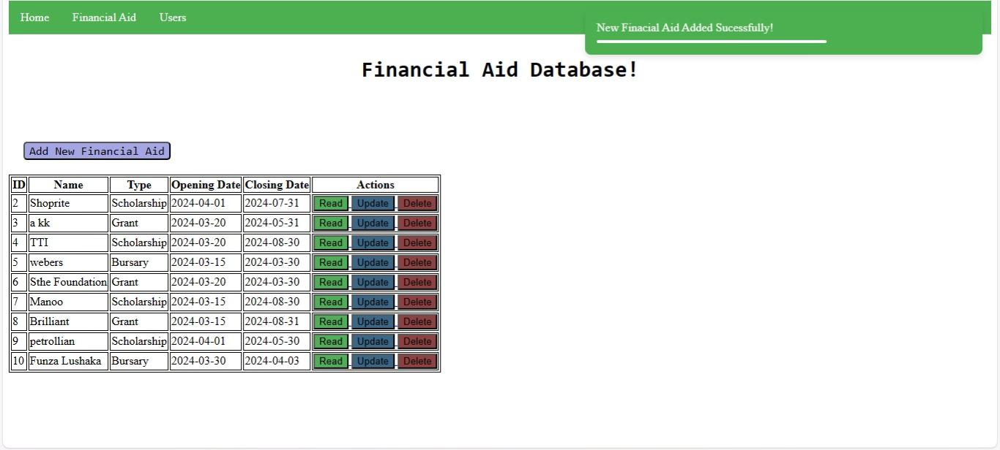 Home Financial Aid Users
New Finacial Aid Added Sucessfully!
Financial Aid Database!
Add New Financial Aid
ID Name Type Opening Date Closing Date Actions
2 Shoprite Scholarship 2024-04-01 2024-07-31 Read Update Delete
3 a kk Grant 2024-03-20 2024-05-31 Read Update Delete
4 TTI Scholarship 2024-03-20 2024-08-30 Read Update Delete
5 webers Bursary 2024-03-15 2024-03-30 Read Update Delete
6 Sthe Foundation Grant 2024-03-20 2024-03-30 Read Update Delete
7 Manoo Scholarship 2024-03-15 2024-08-30 Read Update Delete
8 Brilliant Grant 2024-03-15 2024-08-31 Read Update Delete
9 petrollian Scholarship 2024-04-01 2024-05-30 Read Update Delete
10 Funza Lushaka Bursary 2024-03-30 2024-04-03 Read Update Delete